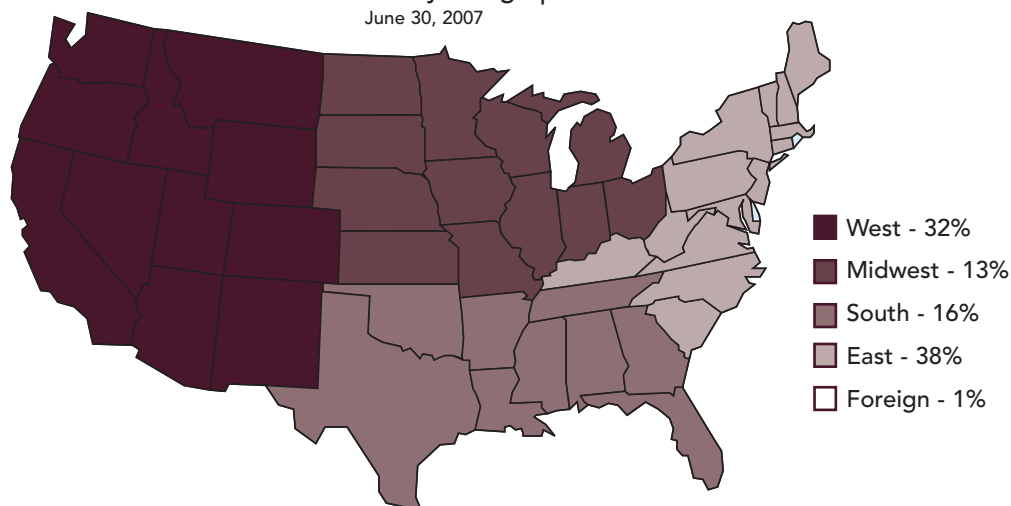 June 30, 2007
West - 32%
Midwest - 13%
South - 16%
East - 38%
Foreign - 1%